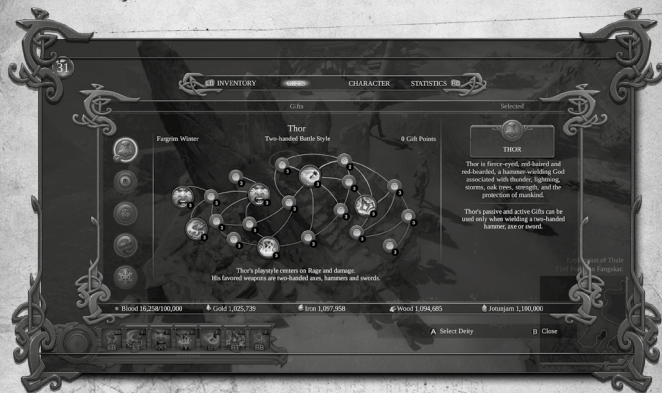 31
INVENTORY
GIFTS
CHARACTER
STATISTICS
Gifts
Selected
Thor
Fargrim Winter
Two-handed Battle Style
0 Gift Points
THOR
Thor is fierce-eyed, red-haired and
red-bearded, a hammer-wielding God
associated with thunder, lightning,
storms, oak trees, strength, and the
protection of mankind.
Thor's passive and active Gifts can be
used only when wielding a two-handed
hammer, axe or sword.
Thor's playstyle centers on Rage and damage.
His favored weapons are two-handed axes, hammers and swords.
Blood 16,258/100,000
Gold 1,025,739
Iron 1,097,958
Wood 1,094,685
Jotunjarn 1,100,000
A Select Deity
B Close